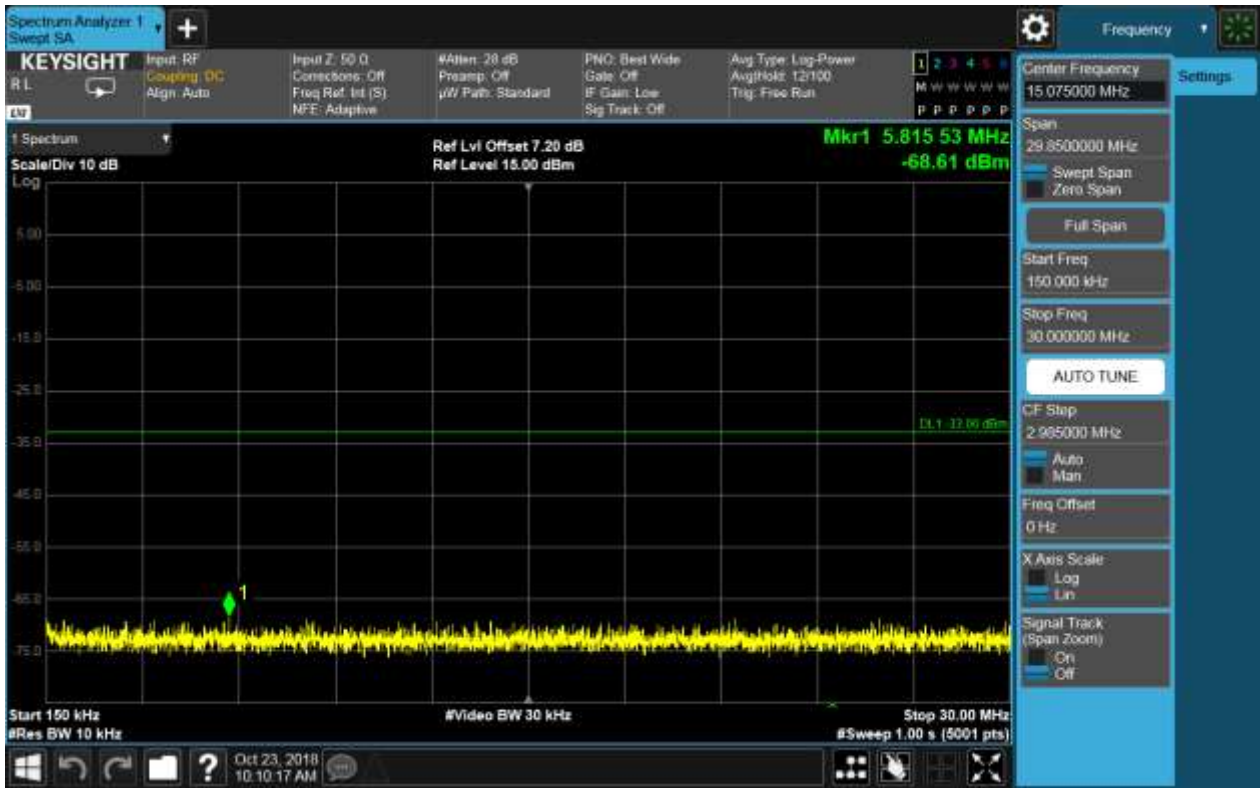 Spectrum Analyzer 1
Swept SA
Frequency
KEYSIGHT
R L
Input: RF
Coupling: DC
Align: Auto
Input Z: 50 Ω
Corrections: Off
Freq Ref: Int (S)
NFE: Adaptive
#Atten: 28 dB
Preamp: Off
µW Path: Standard
PNO: Best Wide
Gate: Off
IF Gain: Low
Sig Track: Off
Avg Type: Log-Power
Avg|Hold: 12/100
Trig: Free Run
1 2 3 4 5 6
M W W W W W
P P P P P P
1 Spectrum
Scale/Div 10 dB
Log
Ref Lvl Offset 7.20 dB
Ref Level 15.00 dBm
Mkr1 5.815 53 MHz
-68.61 dBm
5.00
-5.00
-15.0
-25.0
-35.0
-45.0
-55.0
-65.0
-75.0
DL1 -33.00 dBm
1
Start 150 kHz
#Res BW 10 kHz
#Video BW 30 kHz
Stop 30.00 MHz
#Sweep 1.00 s (5001 pts)
Oct 23, 2018
10:10:17 AM
Center Frequency
15.075000 MHz
Settings
Span
29.8500000 MHz
Swept Span
Zero Span
Full Span
Start Freq
150.000 kHz
Stop Freq
30.000000 MHz
AUTO TUNE
CF Step
2.985000 MHz
Auto
Man
Freq Offset
0 Hz
X Axis Scale
Log
Lin
Signal Track
(Span Zoom)
On
Off